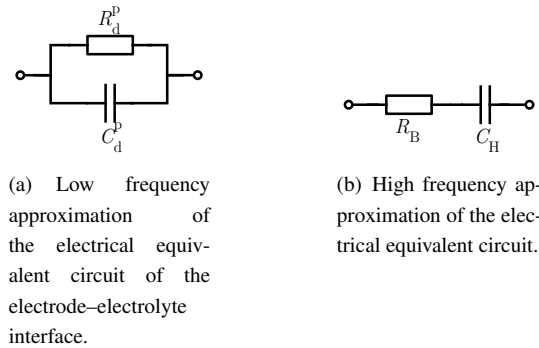 R_d^p
C_d^p
(a) Low frequency
approximation of
the electrical equiv-
alent circuit of the
electrode–electrolyte
interface.
R_B
C_H
(b) High frequency ap-
proximation of the elec-
trical equivalent circuit.